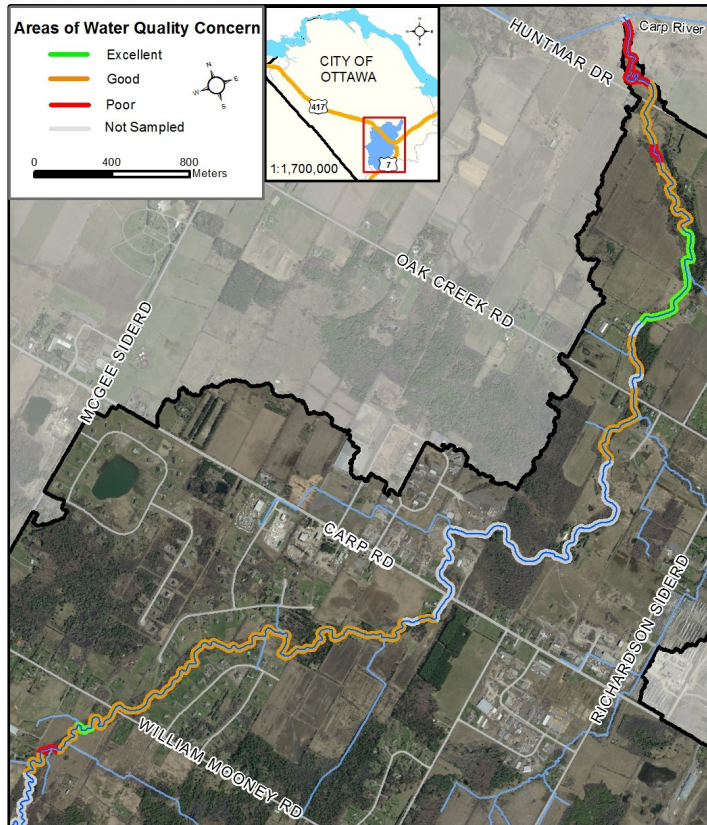 Areas of Water Quality Concern
Excellent
Good
Poor
Not Sampled
N
W
E
S
0
400
800
Meters
CITY OF
OTTAWA
417
7
1:1,700,000
HUNTMAR DR
Carp River
OAK CREEK RD
MCGEE SIDERD
CARP RD
RICHARDSON SIDERD
WILLIAM MOONEY RD